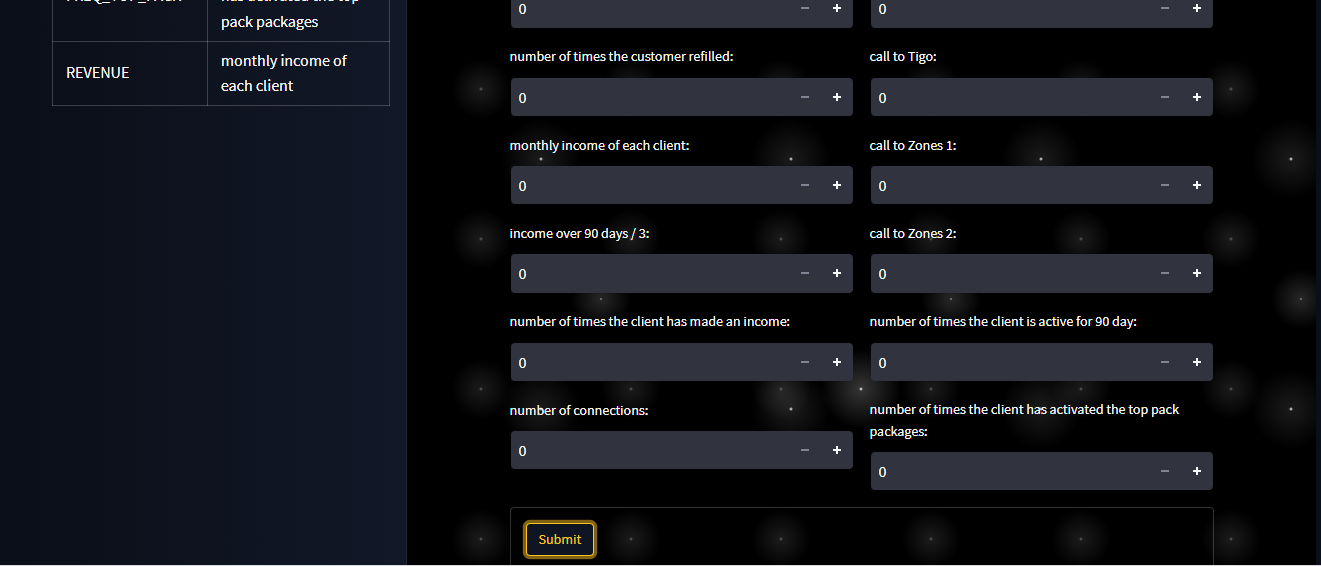 pack packages
REVENUE
monthly income of
each client
0
0
number of times the customer refilled:
call to Tigo:
0
0
monthly income of each client:
call to Zones 1:
0
0
income over 90 days / 3:
call to Zones 2:
0
0
number of times the client has made an income:
number of times the client is active for 90 day:
0
0
number of connections:
number of times the client has activated the top pack
packages:
0
0
Submit